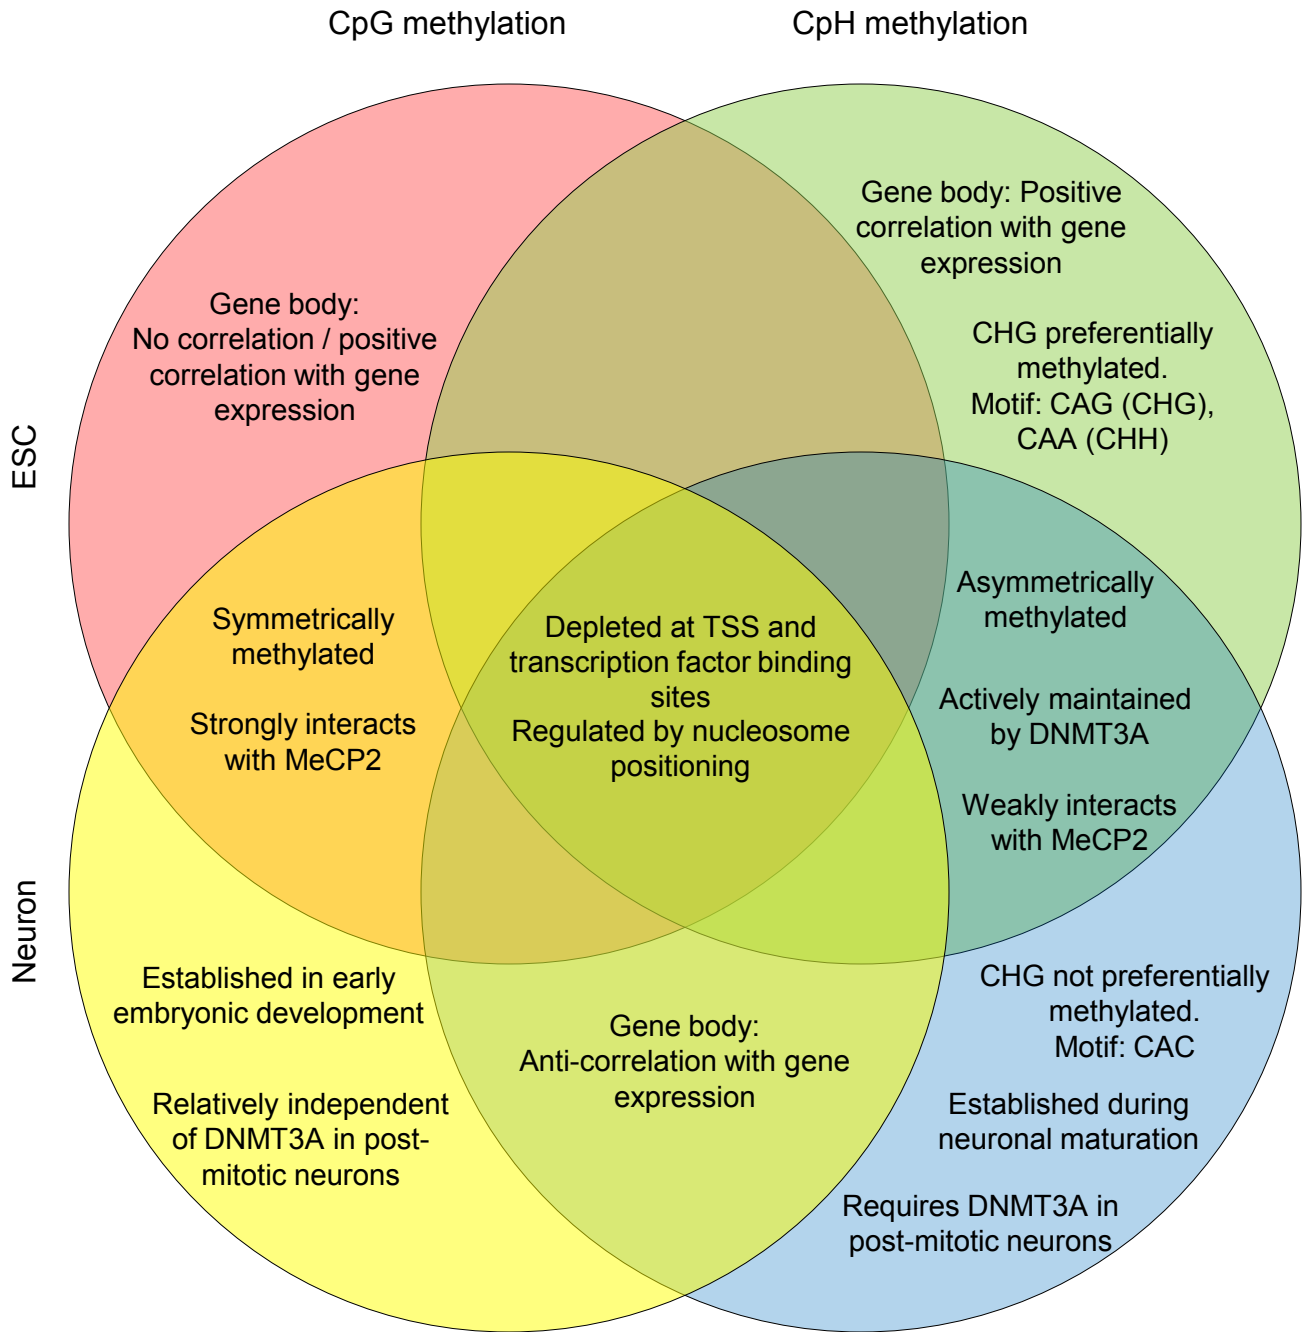 CpG methylation
CpH methylation
ESC
Neuron
Gene body:
No correlation / positive
correlation with gene
expression
Gene body: Positive
correlation with gene
expression
CHG preferentially
methylated.
Motif: CAG (CHG),
CAA (CHH)
Symmetrically
methylated
Strongly interacts
with MeCP2
Depleted at TSS and
transcription factor binding
sites
Regulated by nucleosome
positioning
Asymmetrically
methylated
Actively maintained
by DNMT3A
Weakly interacts
with MeCP2
Established in early
embryonic development
Relatively independent
of DNMT3A in post-
mitotic neurons
Gene body:
Anti-correlation with gene
expression
CHG not preferentially
methylated.
Motif: CAC
Established during
neuronal maturation
Requires DNMT3A in
post-mitotic neurons